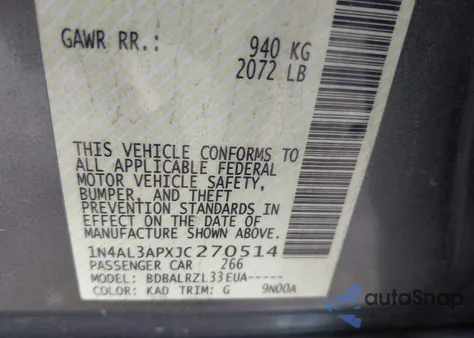 GAWR RR.: 940 KG
2072 LB
THIS VEHICLE CONFORMS TO
ALL APPLICABLE FEDERAL
MOTOR VEHICLE SAFETY,
BUMPER, AND THEFT
PREVENTION STANDARDS IN
EFFECT ON THE DATE OF
MANUFACTURE SHOWN ABOVE.
1N4AL3APXJC270514
PASSENGER CAR 266
MODEL: BDBALRZL33EUA-----
COLOR: KAD TRIM: G 9N00A
autoSnap